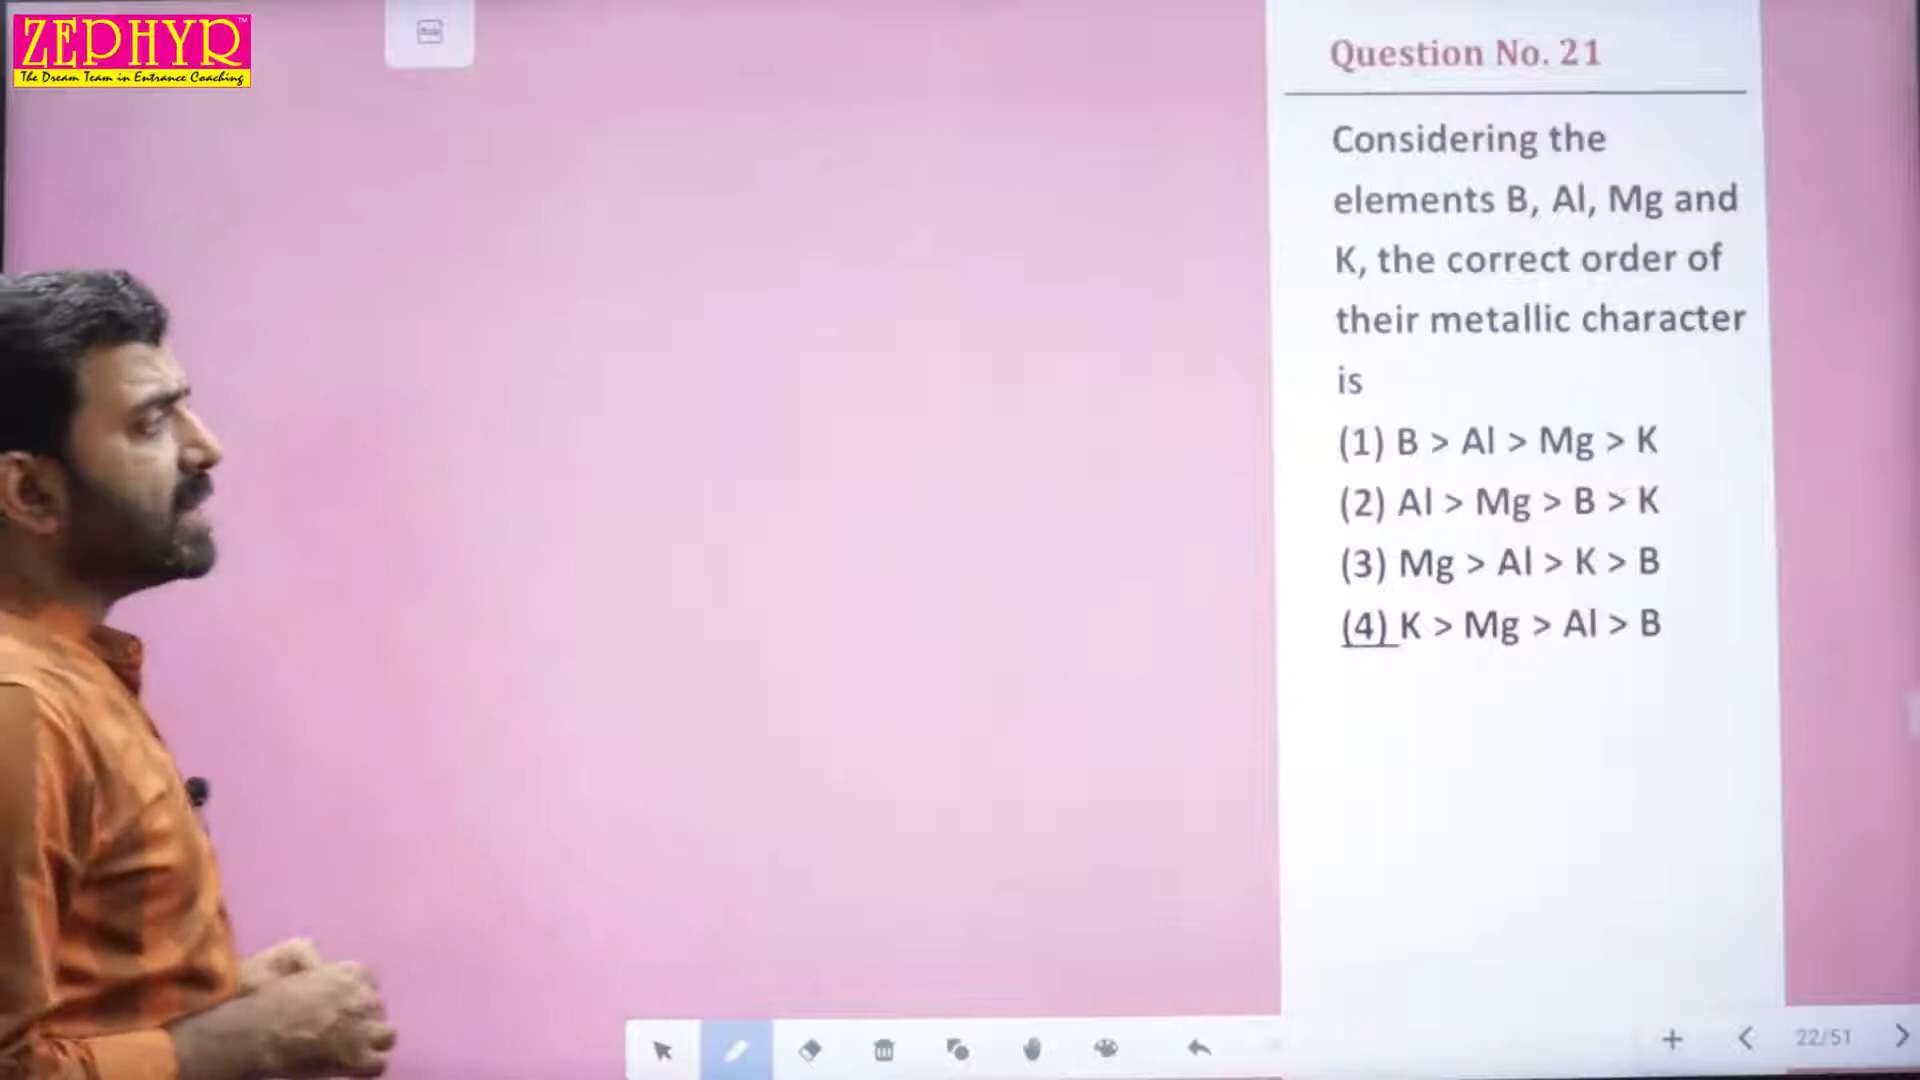 ZEPHYR™
The Dream Team in Entrance Coaching
Question No. 21
Considering the
elements B, Al, Mg and
K, the correct order of
their metallic character
is
(1) B > Al > Mg > K
(2) Al > Mg > B > K
(3) Mg > Al > K > B
(4) K > Mg > Al > B
22/51